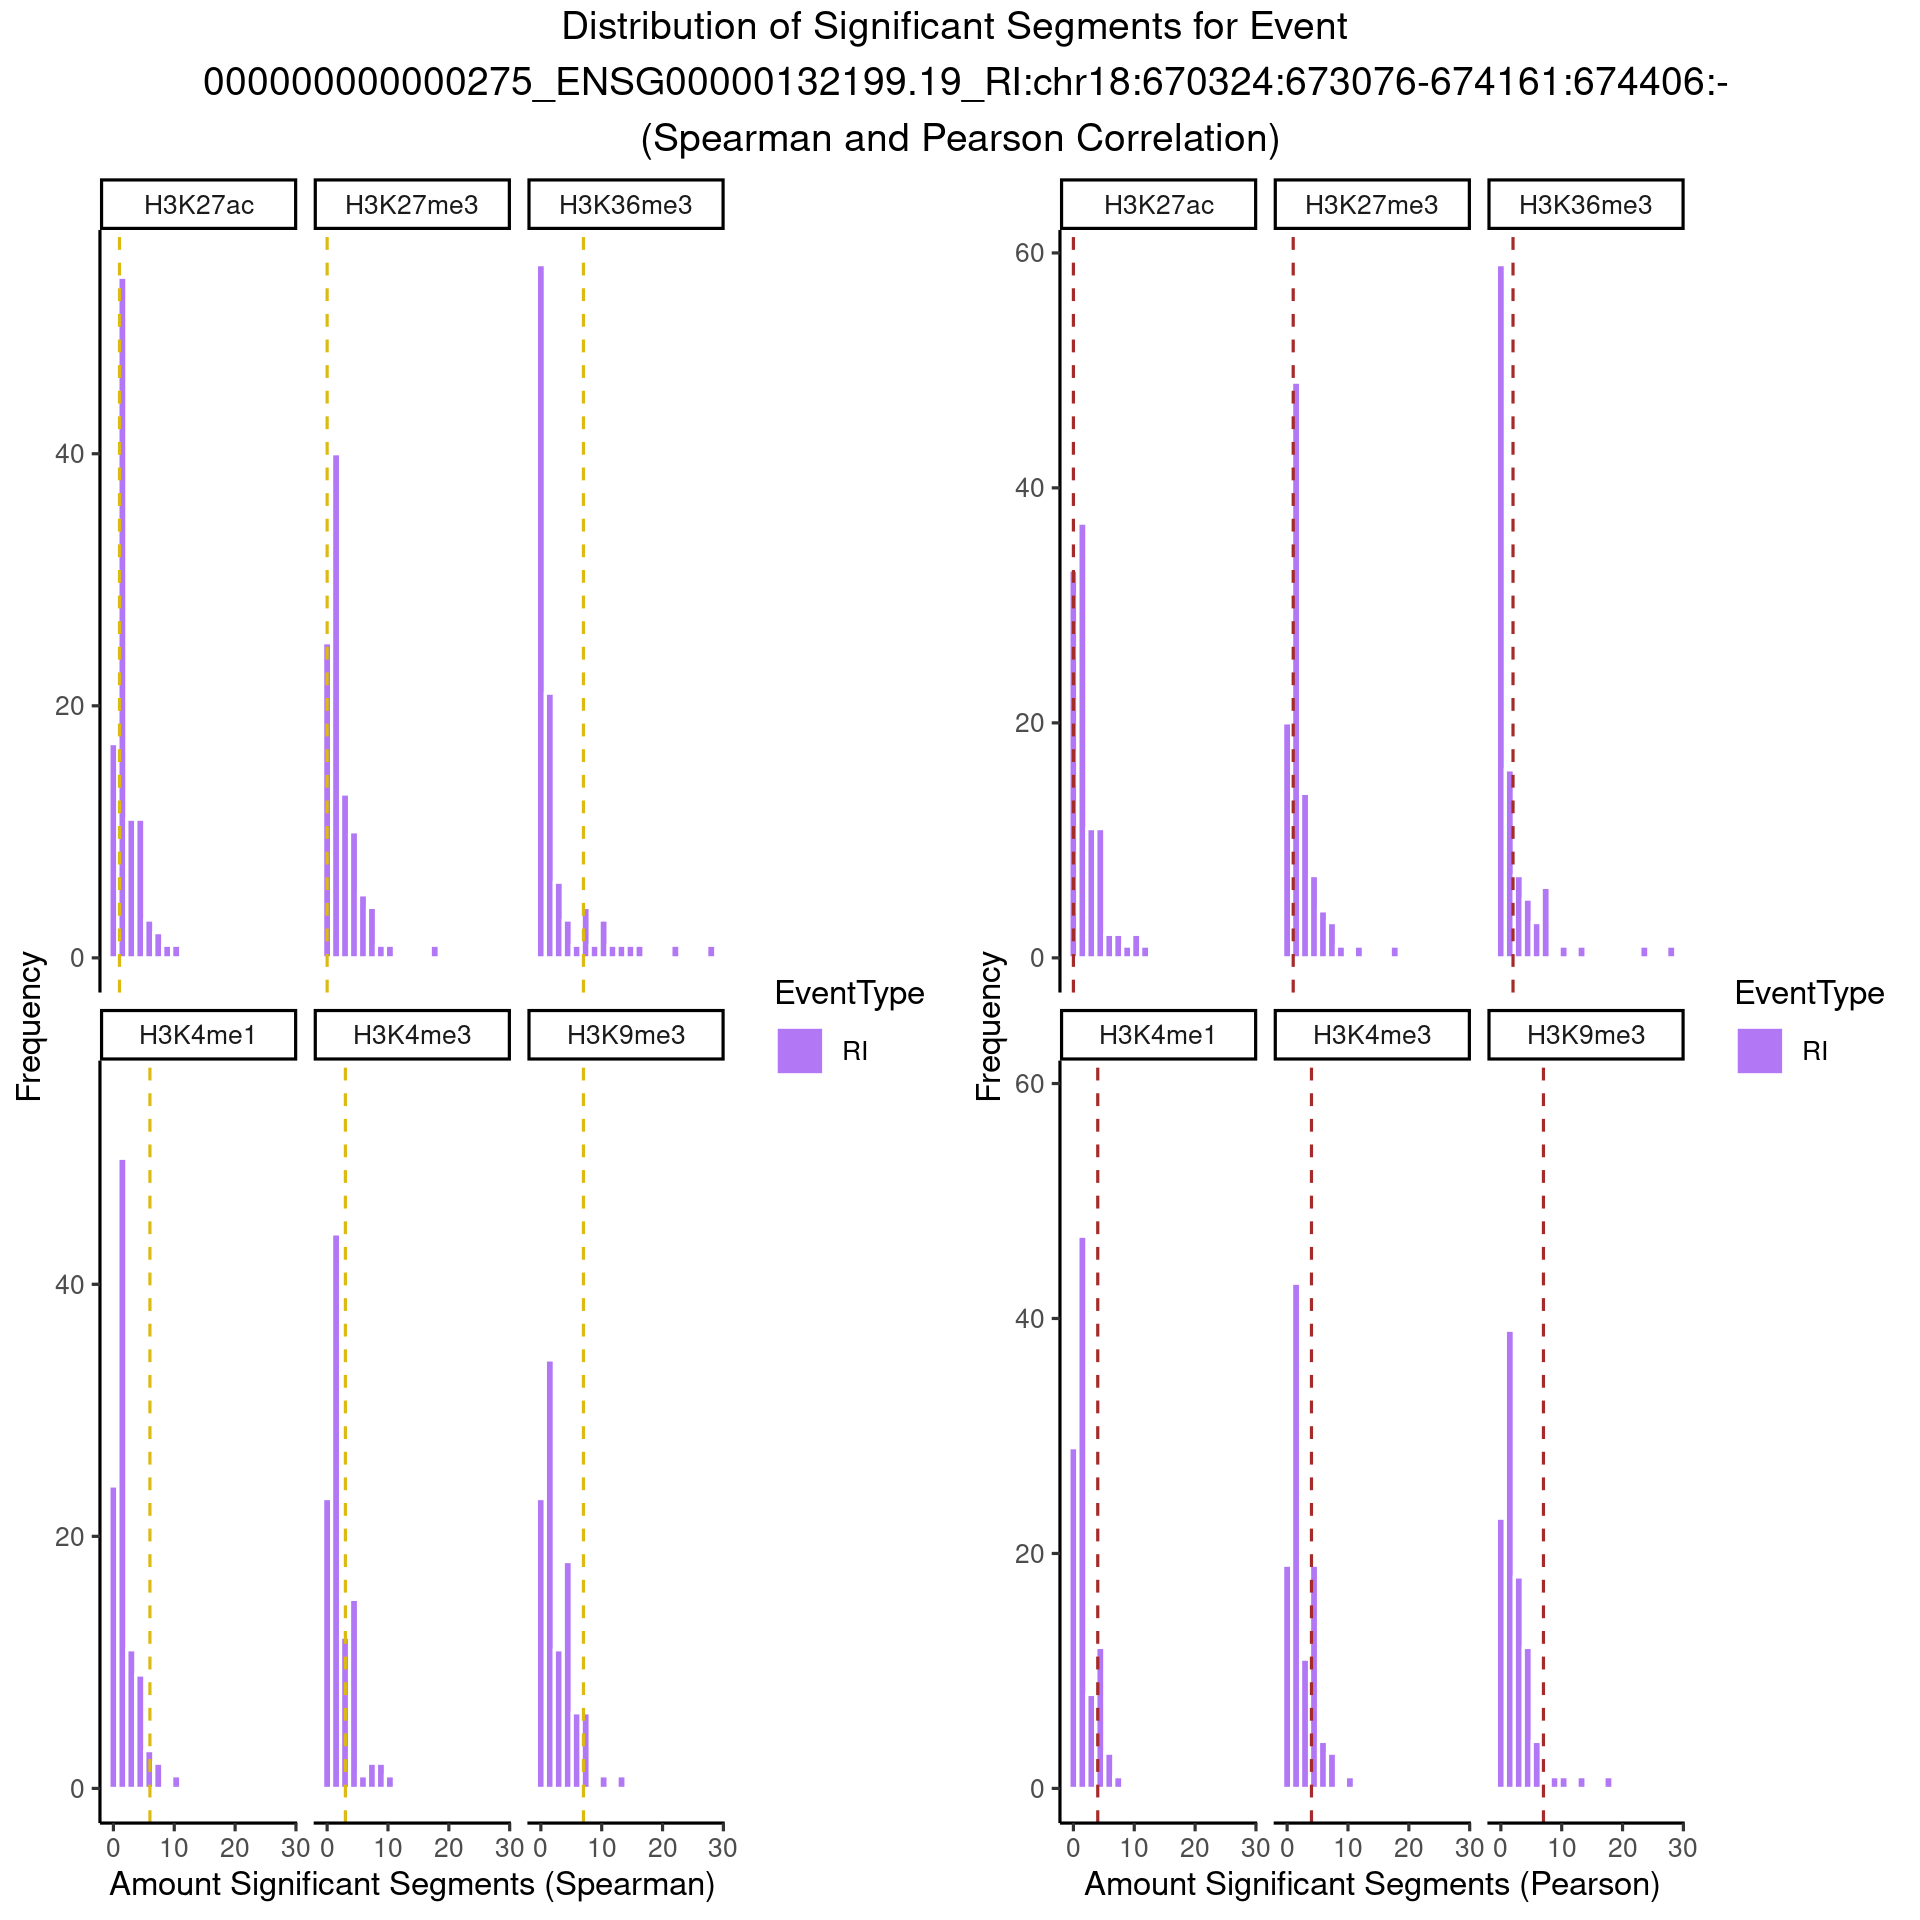 Distribution of Significant Segments for Event
000000000000275_ENSG00000132199.19_RI:chr18:670324:673076-674161:674406:-
(Spearman and Pearson Correlation)
H3K27ac
H3K27me3
H3K36me3
40
20
0
H3K4me1
H3K4me3
H3K9me3
40
20
0
0 10 20 30 0 10 20 30 0 10 20 30
Frequency
Amount Significant Segments (Spearman)
EventType
RI
H3K27ac
H3K27me3
H3K36me3
60
40
20
0
H3K4me1
H3K4me3
H3K9me3
60
40
20
0
0 10 20 30 0 10 20 30 0 10 20 30
Frequency
Amount Significant Segments (Pearson)
EventType
RI